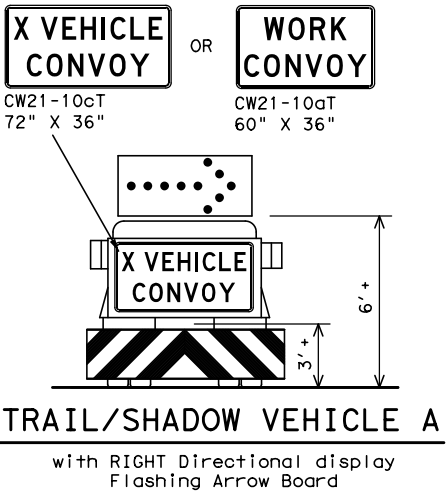 X VEHICLE
CONVOY
OR
WORK
CONVOY
CW21-10cT
72" X 36"
CW21-10aT
60" X 36"
X VEHICLE
CONVOY
6'+
3'+
TRAIL/SHADOW VEHICLE A
with RIGHT Directional display
Flashing Arrow Board